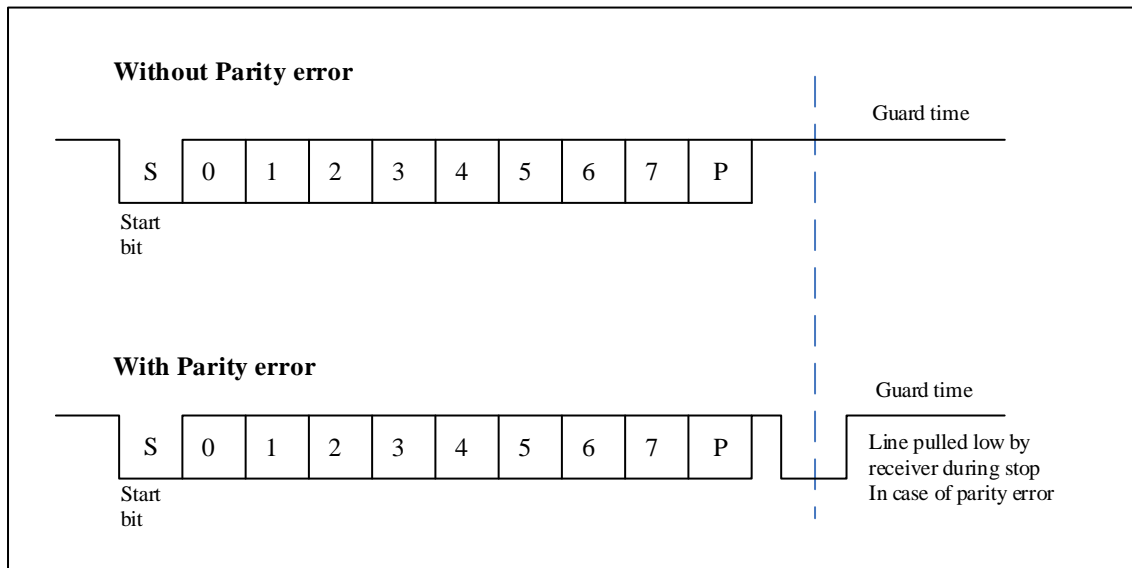 Without Parity error
Guard time
S 0 1 2 3 4 5 6 7 P
Start
bit
With Parity error
Guard time
S 0 1 2 3 4 5 6 7 P
Line pulled low by
receiver during stop
In case of parity error
Start
bit